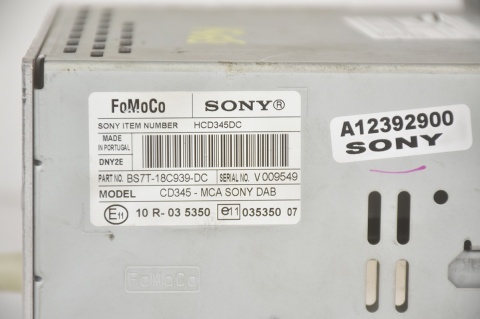 FoMoCo SONY®
SONY ITEM NUMBER HCD345DC
MADE
IN PORTUGAL
DNY2E
PART NO. BS7T-18C939-DC SERIAL NO. V 009549
MODEL CD345 - MCA SONY DAB
E11 10 R- 03 5350 e11 035350 07
A12392900
SONY
FoMoCo